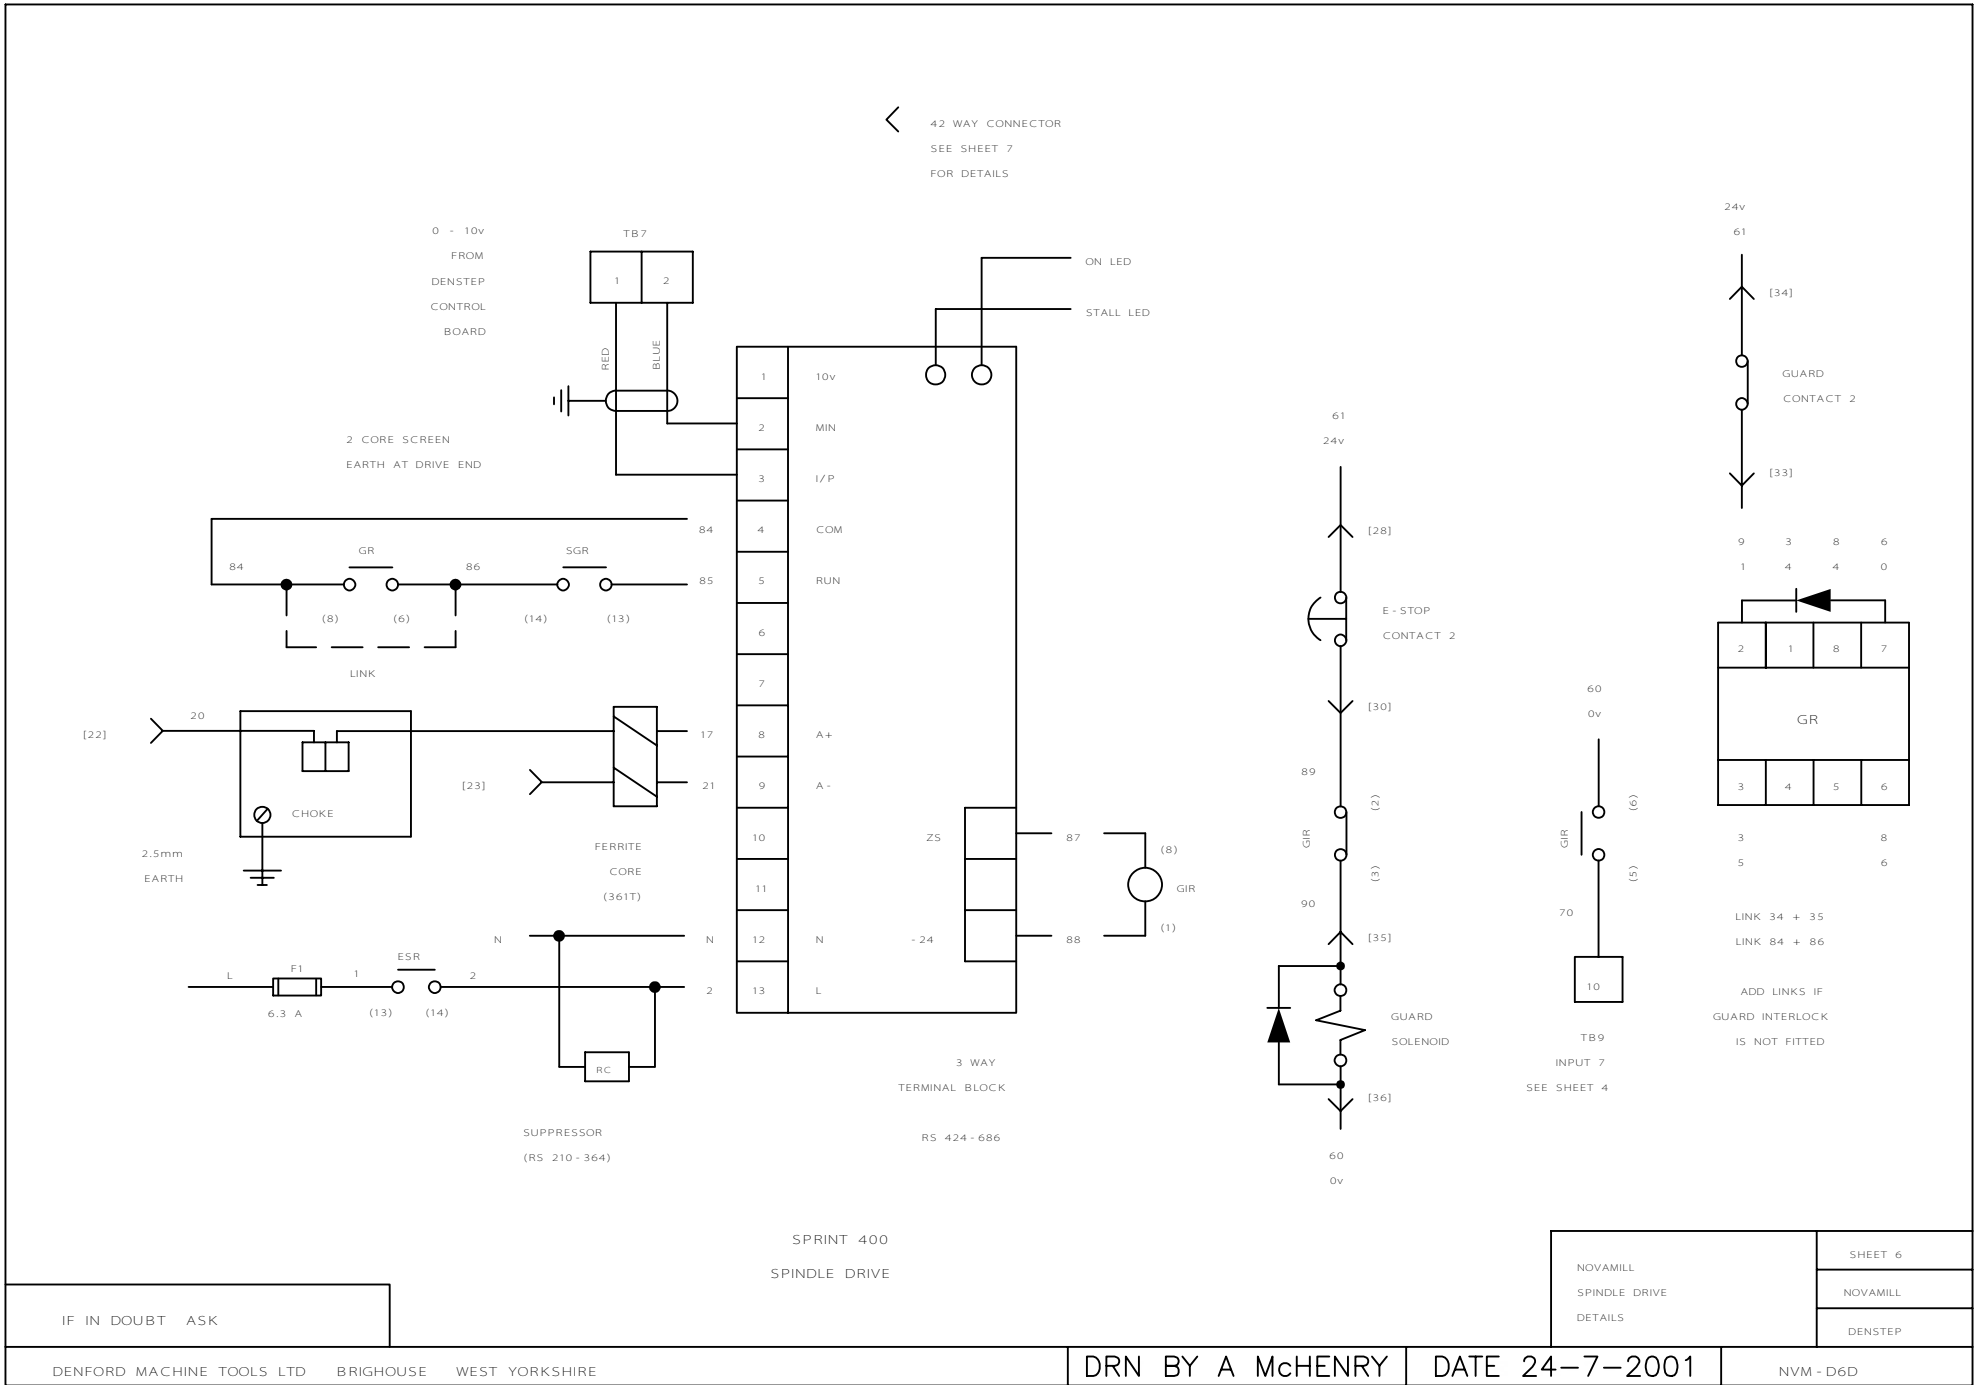 42 WAY CONNECTOR
SEE SHEET 7
FOR DETAILS
0 - 10v
FROM
DENSTEP
CONTROL
BOARD
TB7
1 2
RED
BLUE
ON LED
STALL LED
2 CORE SCREEN
EARTH AT DRIVE END
1 10v
2 MIN
3 I/P
84 4 COM
85 5 RUN
6
7
17 8 A+
21 9 A-
10
11
N 12 N
2 13 L
84 GR 86 SGR
(8) (6) (14) (13)
LINK
[22] 20
[23]
CHOKE
2.5mm
EARTH
FERRITE
CORE
(361T)
N
L F1 1 ESR 2
6.3 A (13) (14)
RC
SUPPRESSOR
(RS 210-364)
ZS 87
-24 88
(8)
GIR
(1)
3 WAY
TERMINAL BLOCK
RS 424-686
61
24v
[28]
E-STOP
CONTACT 2
[30]
89
(2)
GIR
(3)
90
[35]
GUARD
SOLENOID
[36]
60
0v
60
0v
(6)
GIR
(5)
70
10
TB9
INPUT 7
SEE SHEET 4
24v
61
[34]
GUARD
CONTACT 2
[33]
9 3 8 6
1 4 4 0
2 1 8 7
GR
3 4 5 6
3 8
5 6
LINK 34 + 35
LINK 84 + 86
ADD LINKS IF
GUARD INTERLOCK
IS NOT FITTED
SPRINT 400
SPINDLE DRIVE
NOVAMILL
SPINDLE DRIVE
DETAILS
SHEET 6
NOVAMILL
DENSTEP
IF IN DOUBT ASK
DENFORD MACHINE TOOLS LTD BRIGHOUSE WEST YORKSHIRE
DRN BY A McHENRY
DATE 24-7-2001
NVM-D6D